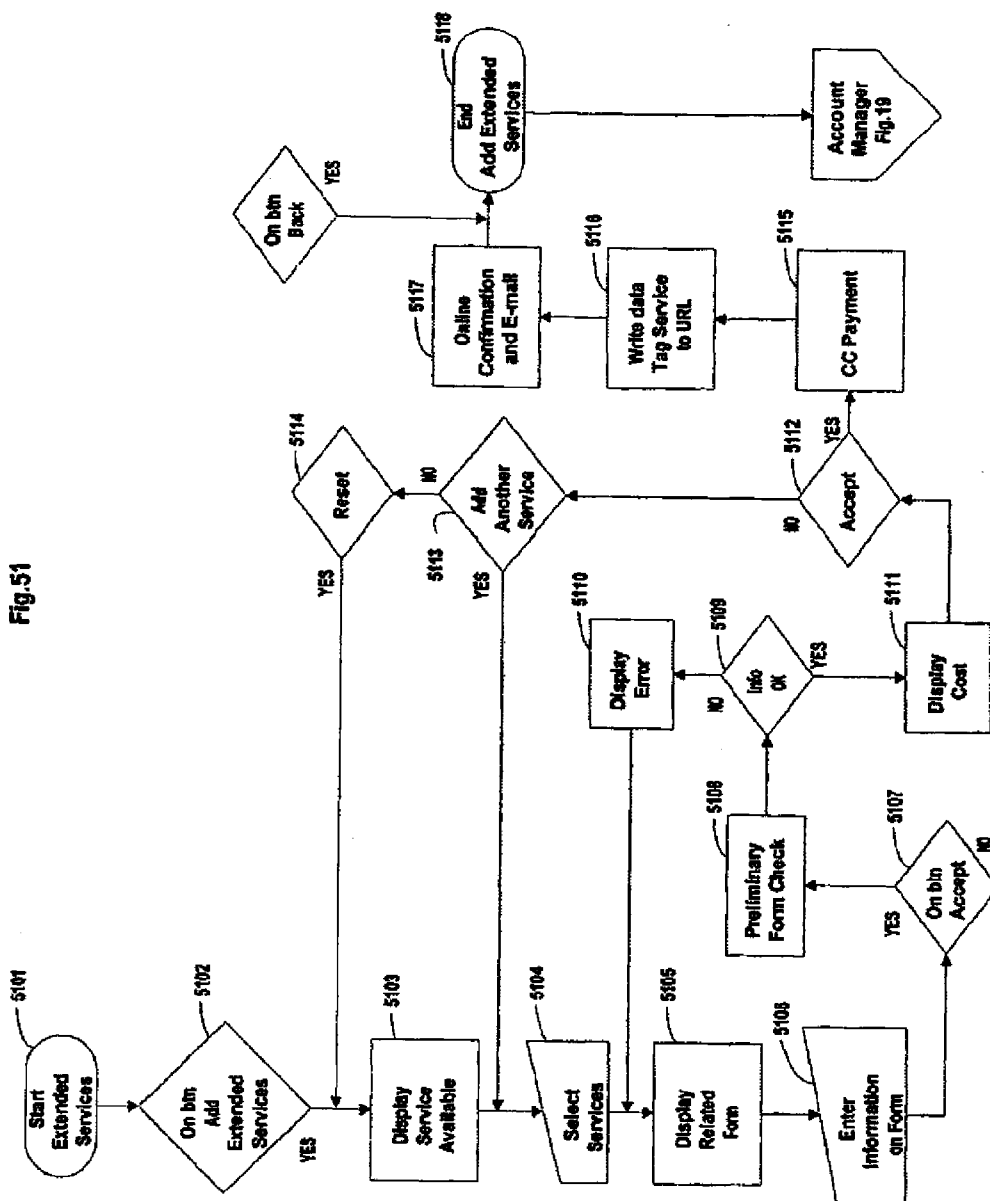 Fig.51
5101
Start
Extended
Services
5102
On btn
Add
Extended Services
YES
5103
Display
Service
Available
5104
Select
Services
5105
Display
Related
Form
5106
Enter
Information
on Form
5107
On btn
Accept
YES
NO
5108
Preliminary
Form Check
5109
Info
OK
NO
YES
5110
Display
Error
5111
Display
Cost
5112
Accept
NO
YES
5113
Add
Another
Service
YES
NO
5114
Reset
YES
5115
CC Payment
5116
Write data
Tag Service
to URL
5117
Online
Confirmation
and E-mail
On btn
Back
YES
5118
End
Add Extended
Services
Account
Manager
Fig.19